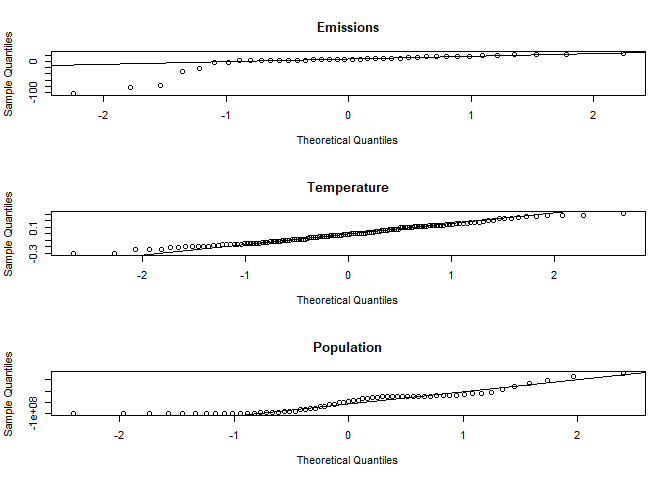 Emissions
Sample Quantiles
0
-100
-2 -1 0 1 2
Theoretical Quantiles
Temperature
Sample Quantiles
0.1
-0.3
-2 -1 0 1 2
Theoretical Quantiles
Population
Sample Quantiles
-1e+08
-2 -1 0 1 2
Theoretical Quantiles